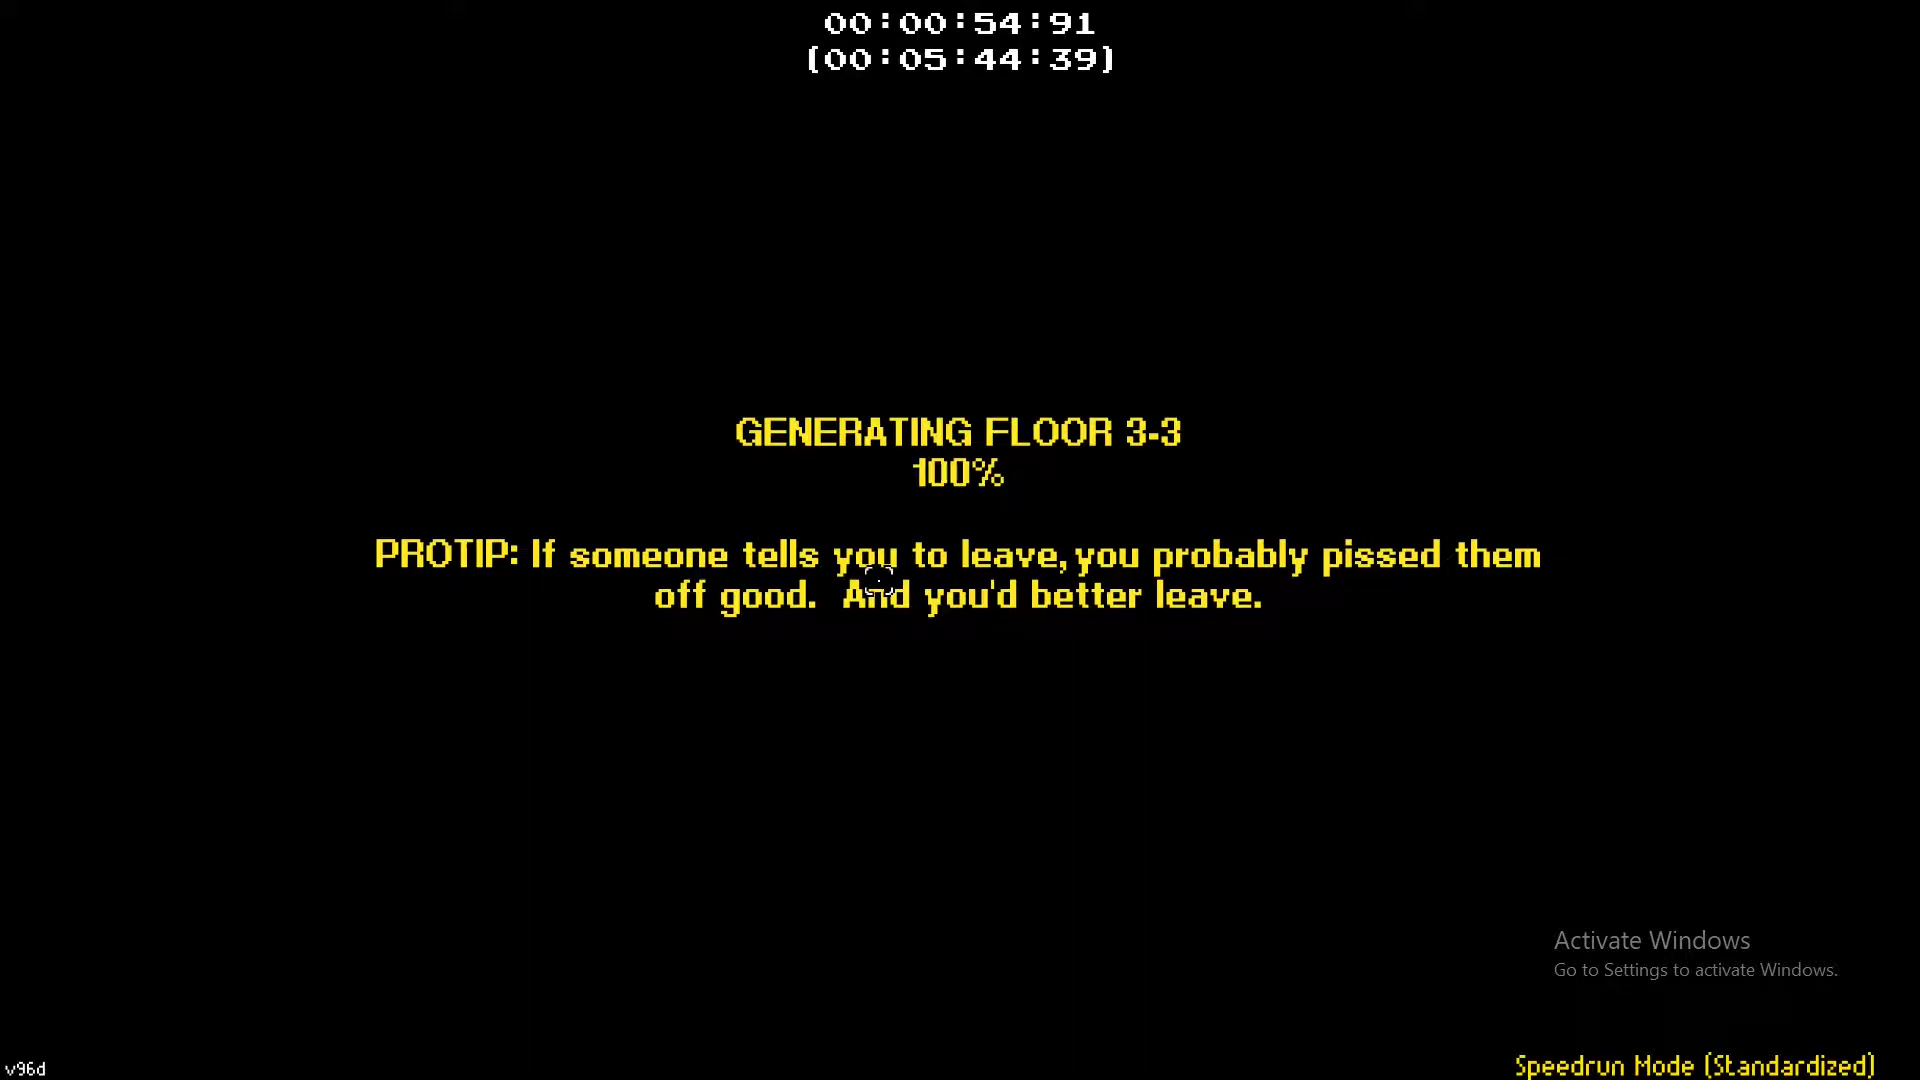 00:00:54:91
[00:05:44:39]
GENERATING FLOOR 3-3
100%
PROTIP: If someone tells you to leave, you probably pissed them
off good.  And you'd better leave.
Activate Windows
Go to Settings to activate Windows.
v96d
Speedrun Mode (Standardized)